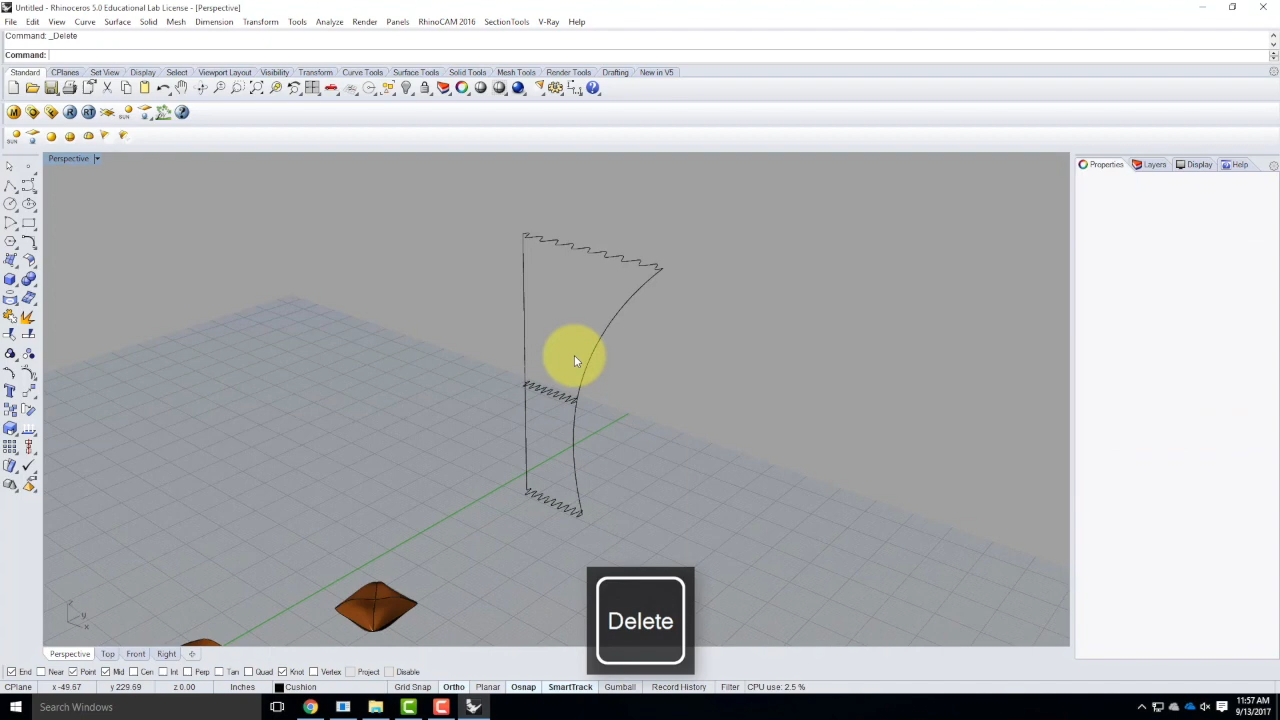 Untitled - Rhinoceros 5.0 Educational Lab License - [Perspective]
File Edit View Curve Surface Solid Mesh Dimension Transform Tools Analyze Render Panels RhinoCAM 2016 SectionTools V-Ray Help
Command: _Delete
Command:
Standard CPlanes Set View Display Select Viewport Layout Visibility Transform Curve Tools Surface Tools Solid Tools Mesh Tools Render Tools Drafting New in V5
M R RT
SUN
SUN
Perspective
Properties Layers Display Help
Delete
z y x
Perspective Top Front Right
End Near Point Mid Cen Int Perp Tan Quad Knot Vertex Project Disable
CPlane x -49.67 y 229.69 z 0.00 Inches Cushion Grid Snap Ortho Planar Osnap SmartTrack Gumball Record History Filter CPU use: 2.5 %
Search Windows
11:57 AM
9/13/2017